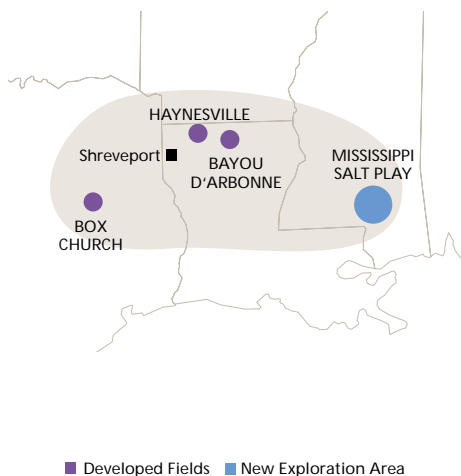 HAYNESVILLE
Shreveport
BAYOU
D'ARBONNE
MISSISSIPPI
SALT PLAY
BOX
CHURCH
Developed Fields
New Exploration Area